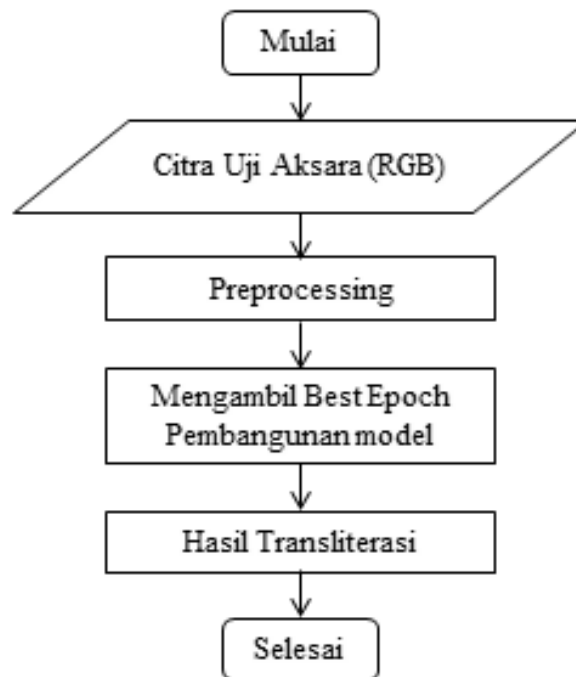 Mulai
Citra Uji Aksara (RGB)
Preprocessing
Mengambil Best Epoch
Pembangunan model
Hasil Transliterasi
Selesai